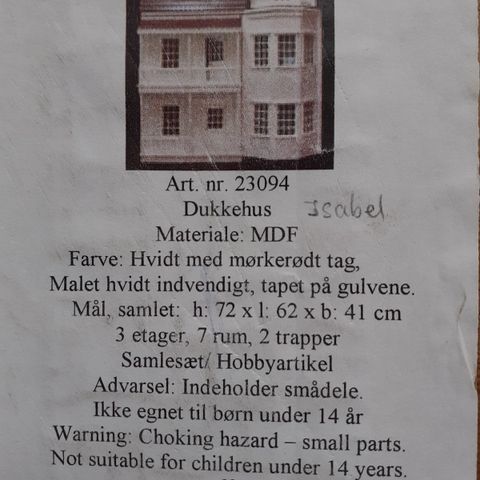 Art. nr. 23094
Dukkehus Isabel
Materiale: MDF
Farve: Hvidt med mørkerødt tag,
Malet hvidt indvendigt, tapet på gulvene.
Mål, samlet: h: 72 x l: 62 x b: 41 cm
3 etager, 7 rum, 2 trapper
Samlesæt/ Hobbyartikel
Advarsel: Indeholder smådele.
Ikke egnet til børn under 14 år
Warning: Choking hazard – small parts.
Not suitable for children under 14 years.